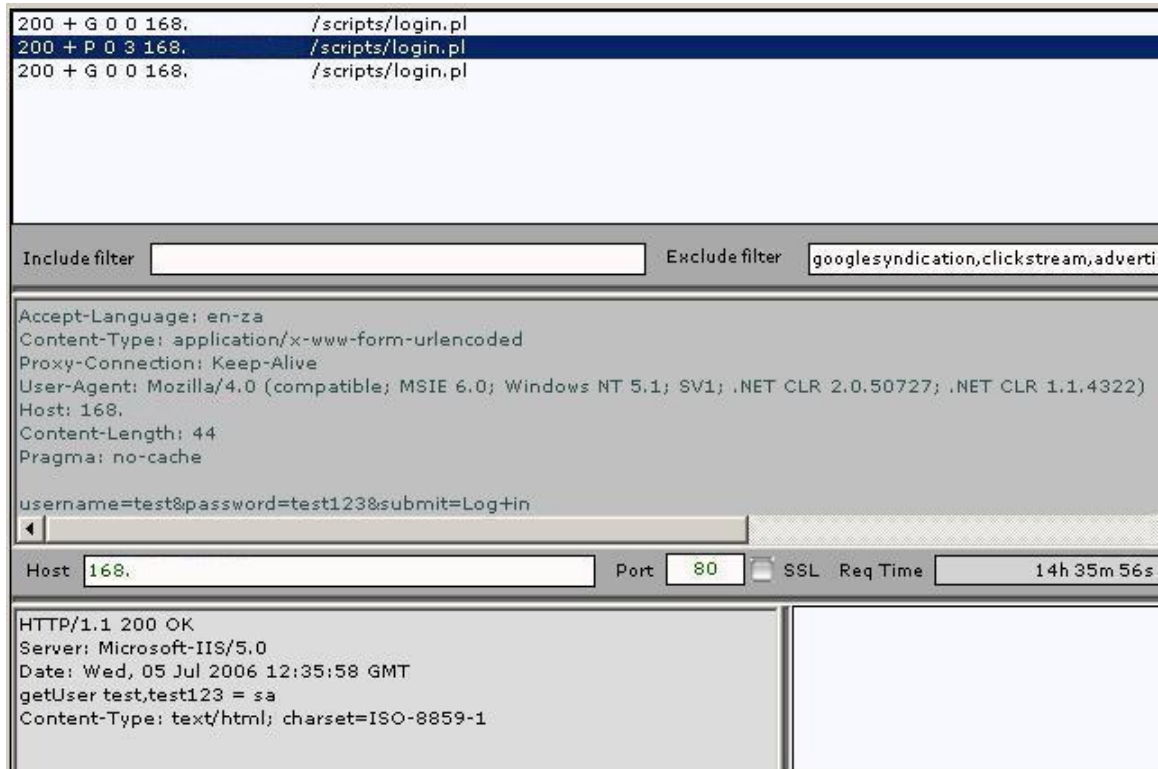 200 + G 0 0 168. /scripts/login.pl
200 + P 0 3 168. /scripts/login.pl
200 + G 0 0 168. /scripts/login.pl
Include filter Exclude filter googlesyndication,clickstream,adverti
Accept-Language: en-za
Content-Type: application/x-www-form-urlencoded
Proxy-Connection: Keep-Alive
User-Agent: Mozilla/4.0 (compatible; MSIE 6.0; Windows NT 5.1; SV1; .NET CLR 2.0.50727; .NET CLR 1.1.4322)
Host: 168.
Content-Length: 44
Pragma: no-cache
username=test&password=test123&submit=Log+in
Host 168. Port 80 SSL Req Time 14h 35m 56s
HTTP/1.1 200 OK
Server: Microsoft-IIS/5.0
Date: Wed, 05 Jul 2006 12:35:58 GMT
getUser test,test123 = sa
Content-Type: text/html; charset=ISO-8859-1